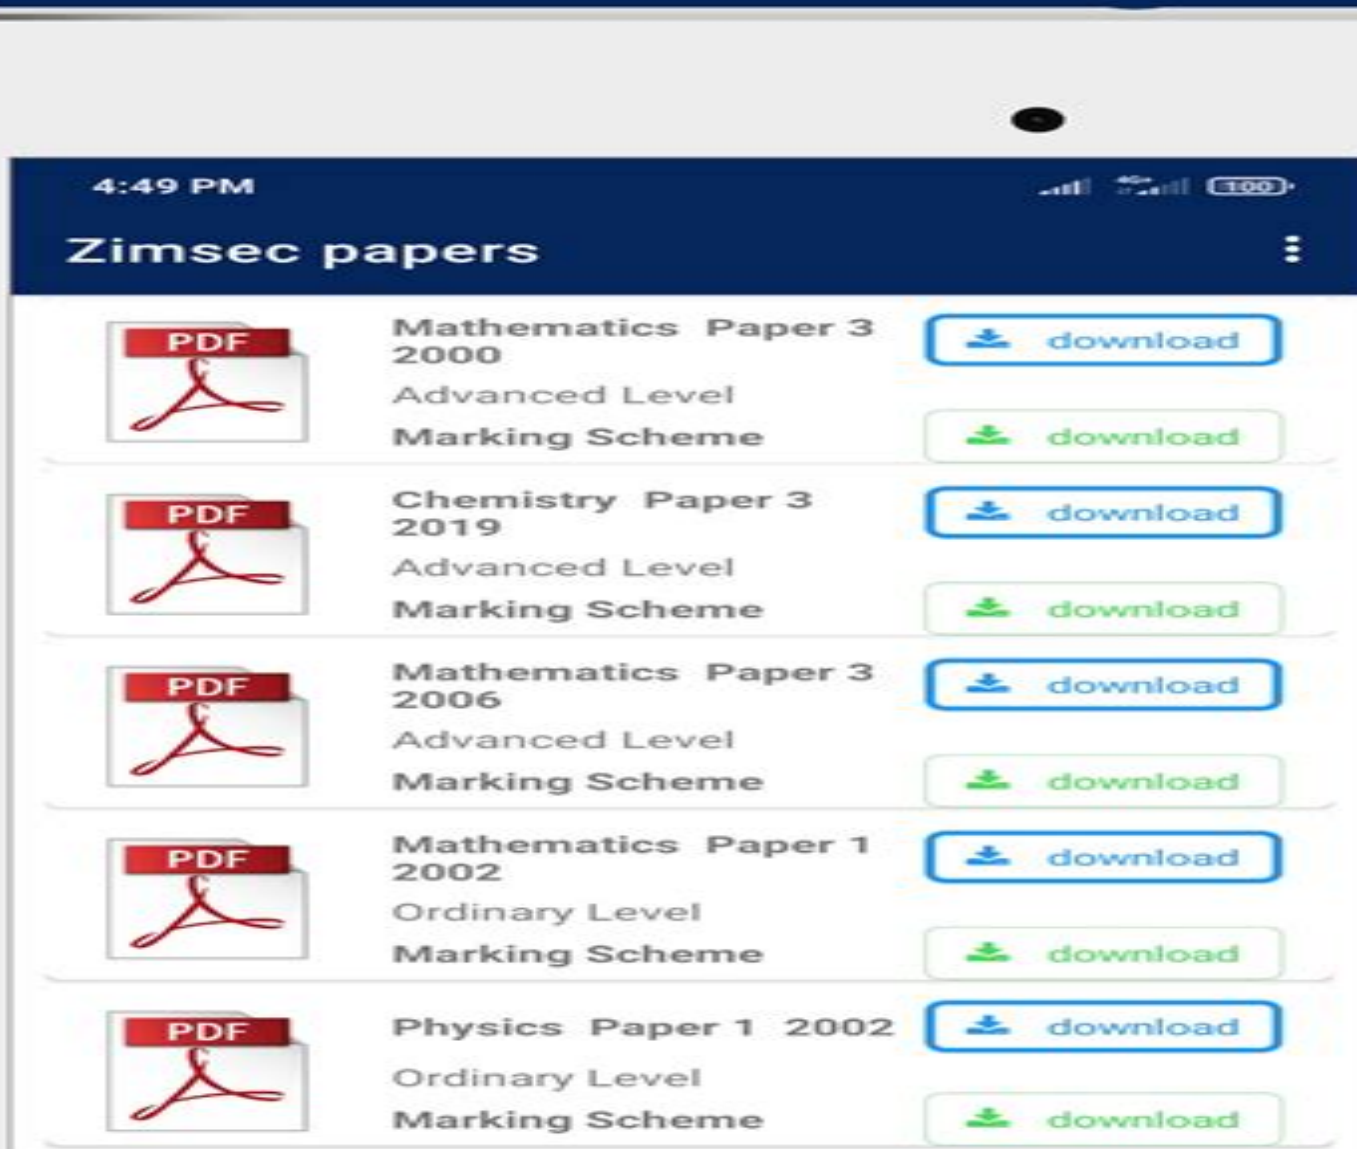 4:49 PM
100
Zimsec papers
PDF
Mathematics Paper 3
2000
download
Advanced Level
Marking Scheme
download
PDF
Chemistry Paper 3
2019
download
Advanced Level
Marking Scheme
download
PDF
Mathematics Paper 3
2006
download
Advanced Level
Marking Scheme
download
PDF
Mathematics Paper 1
2002
download
Ordinary Level
Marking Scheme
download
PDF
Physics Paper 1 2002
download
Ordinary Level
Marking Scheme
download